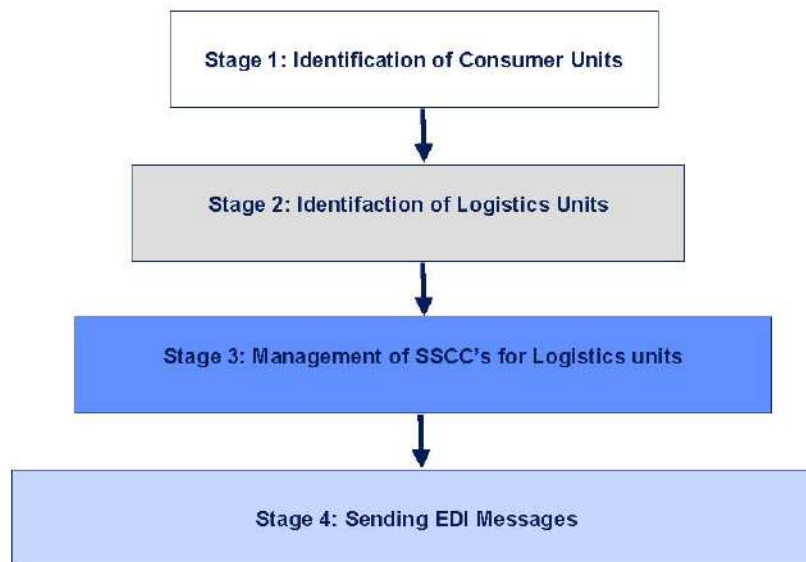 Stage 1: Identification of Consumer Units
Stage 2: Identifaction of Logistics Units
Stage 3: Management of SSCC's for Logistics units
Stage 4: Sending EDI Messages